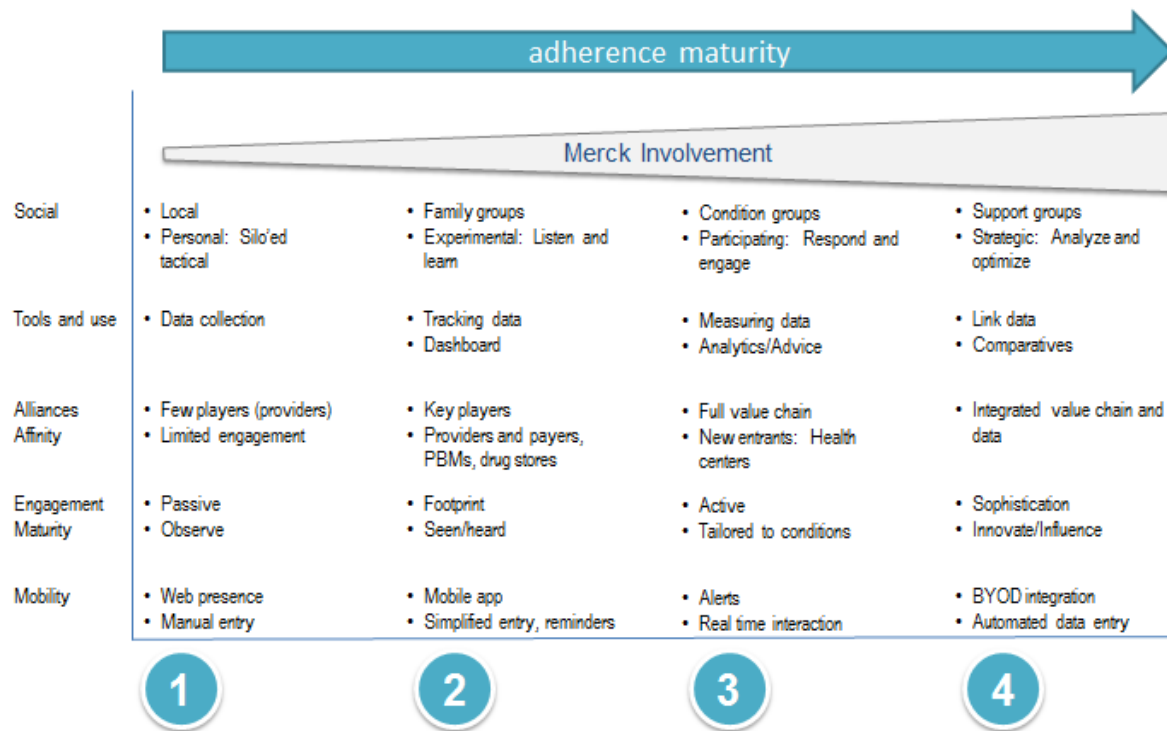 adherence maturity
Merck Involvement
Social
• Local
• Personal: Silo'ed
tactical
• Family groups
• Experimental: Listen and
learn
• Condition groups
• Participating: Respond and
engage
• Support groups
• Strategic: Analyze and
optimize
Tools and use
• Data collection
• Tracking data
• Dashboard
• Measuring data
• Analytics/Advice
• Link data
• Comparatives
Alliances
Affinity
• Few players (providers)
• Limited engagement
• Key players
• Providers and payers,
PBMs, drug stores
• Full value chain
• New entrants: Health
centers
• Integrated value chain and
data
Engagement
Maturity
• Passive
• Observe
• Footprint
• Seen/heard
• Active
• Tailored to conditions
• Sophistication
• Innovate/Influence
Mobility
• Web presence
• Manual entry
• Mobile app
• Simplified entry, reminders
• Alerts
• Real time interaction
• BYOD integration
• Automated data entry
1
2
3
4